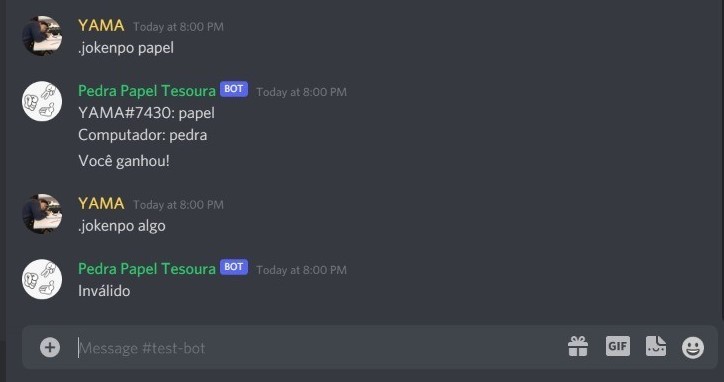 YAMA Today at 8:00 PM
.jokenpo papel
Pedra Papel Tesoura BOT Today at 8:00 PM
YAMA#7430: papel
Computador: pedra
Você ganhou!
YAMA Today at 8:00 PM
.jokenpo algo
Pedra Papel Tesoura BOT Today at 8:00 PM
Inválido
Message #test-bot GIF